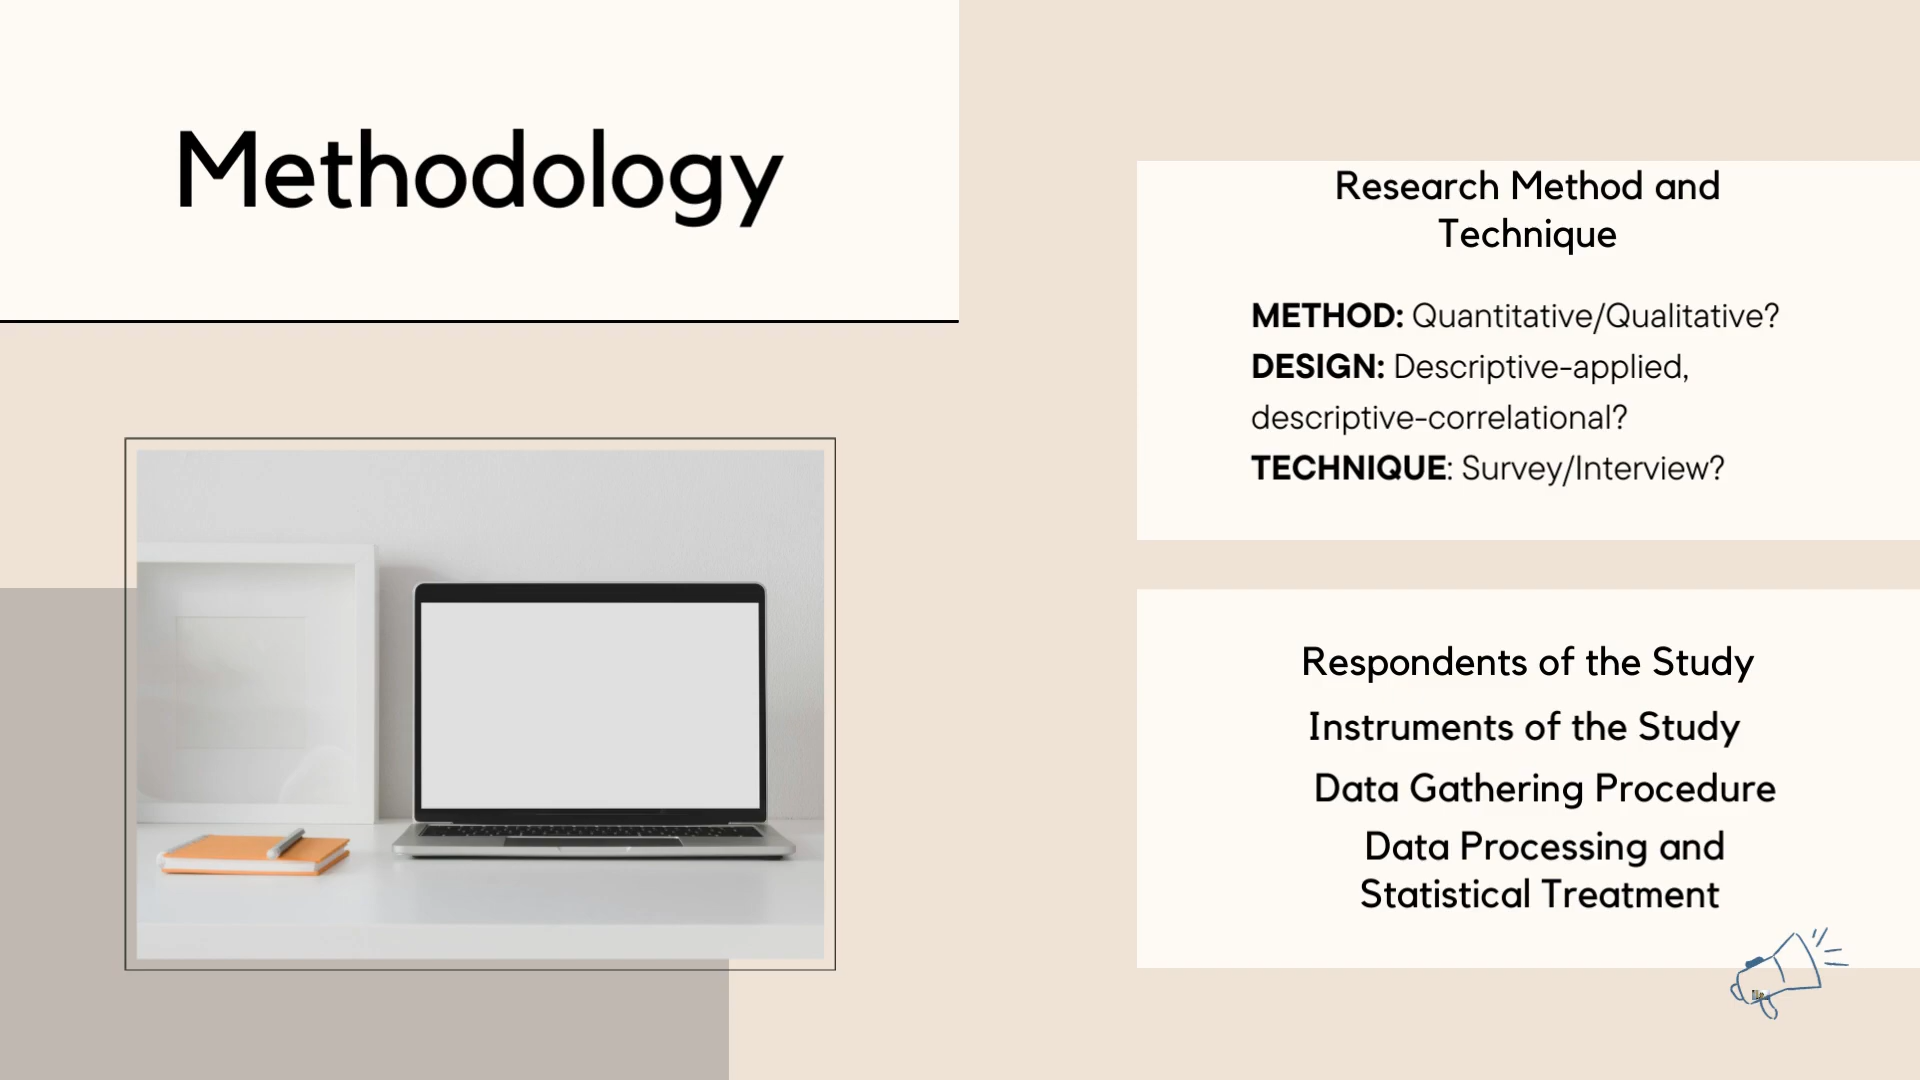 Methodology
Research Method and
Technique
METHOD: Quantitative/Qualitative?
DESIGN: Descriptive-applied,
descriptive-correlational?
TECHNIQUE: Survey/Interview?
Respondents of the Study
Instruments of the Study
Data Gathering Procedure
Data Processing and
Statistical Treatment